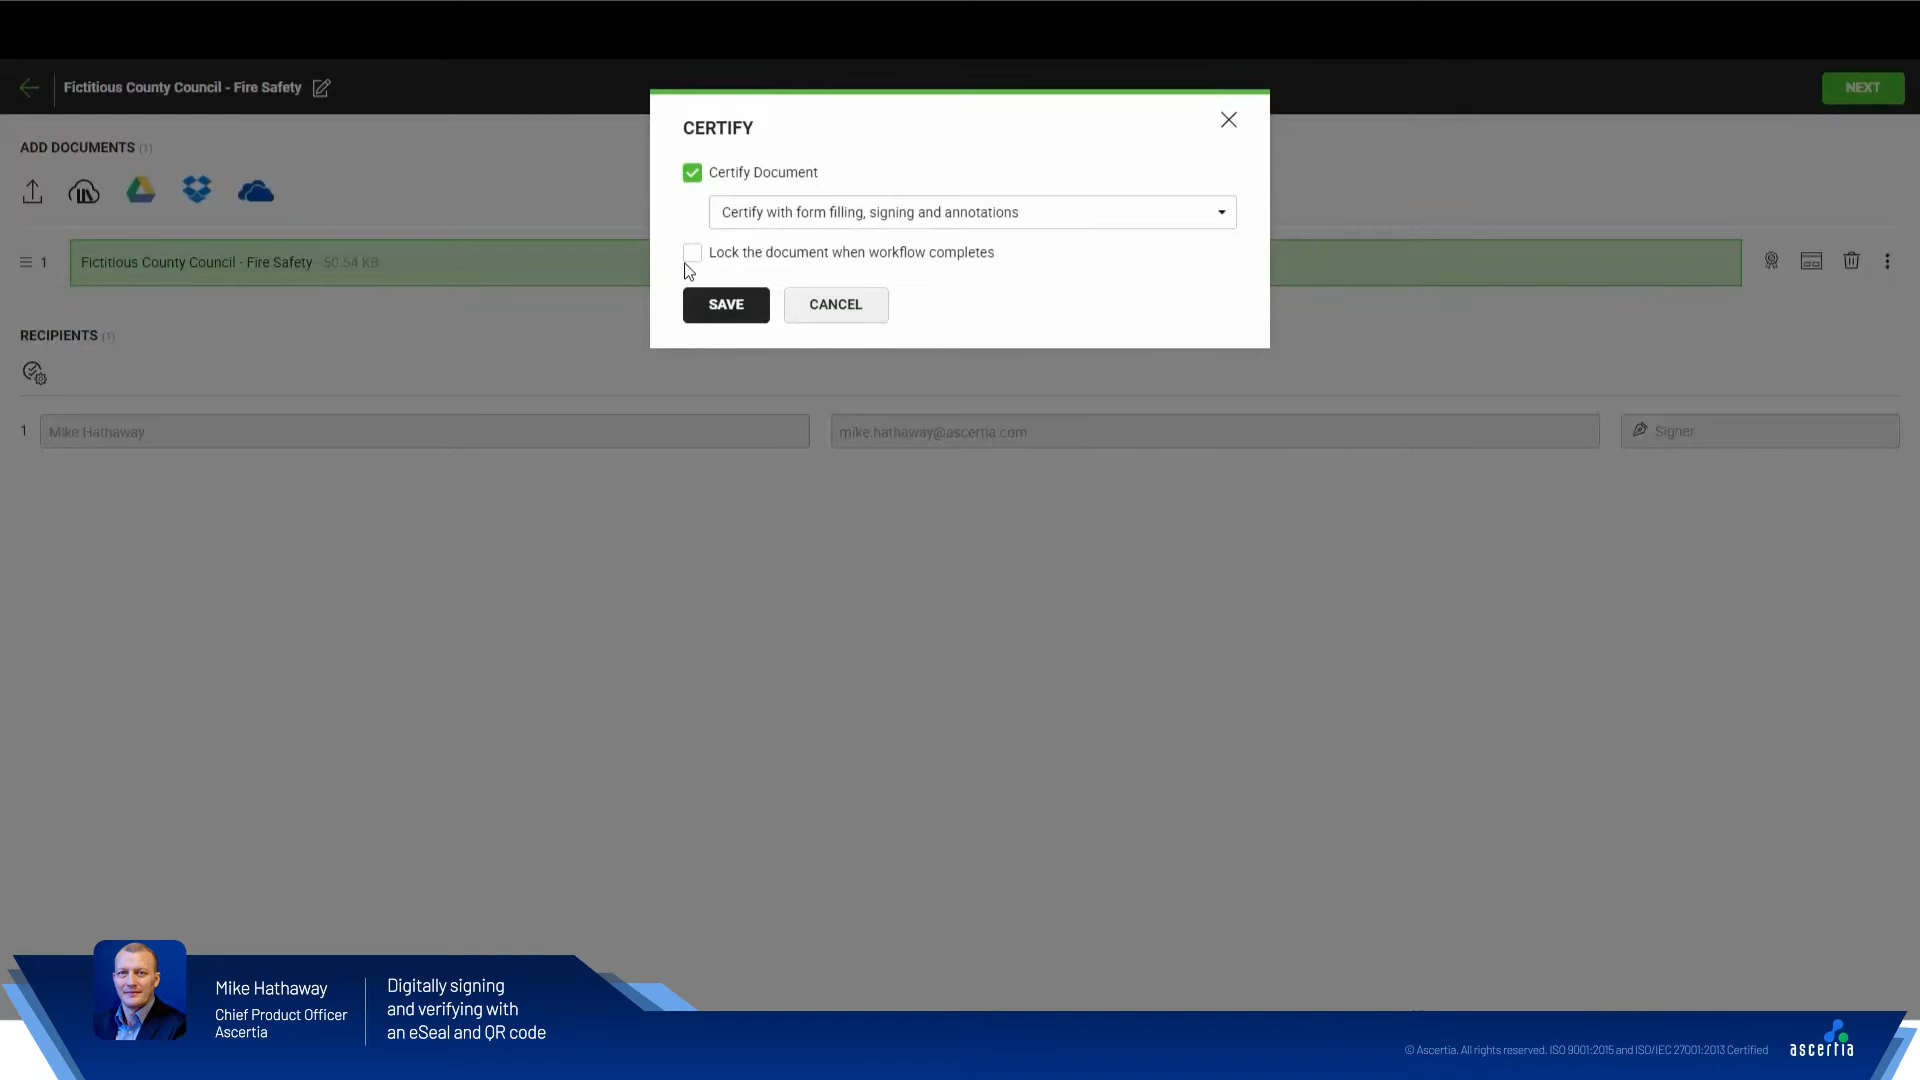 Fictitious County Council - Fire Safety
NEXT
CERTIFY
ADD DOCUMENTS (1)
Certify Document
Certify with form filling, signing and annotations
Lock the document when workflow completes
1
Fictitious County Council - Fire Safety 50.54 KB
SAVE
CANCEL
RECIPIENTS (1)
1
Mike Hathaway
mike.hathaway@ascertia.com
Signer
Mike Hathaway
Chief Product Officer
Ascertia
Digitally signing
and verifying with
an eSeal and QR code
© Ascertia. All rights reserved. ISO 9001:2015 and ISO/IEC 27001:2013 Certified
ascertia